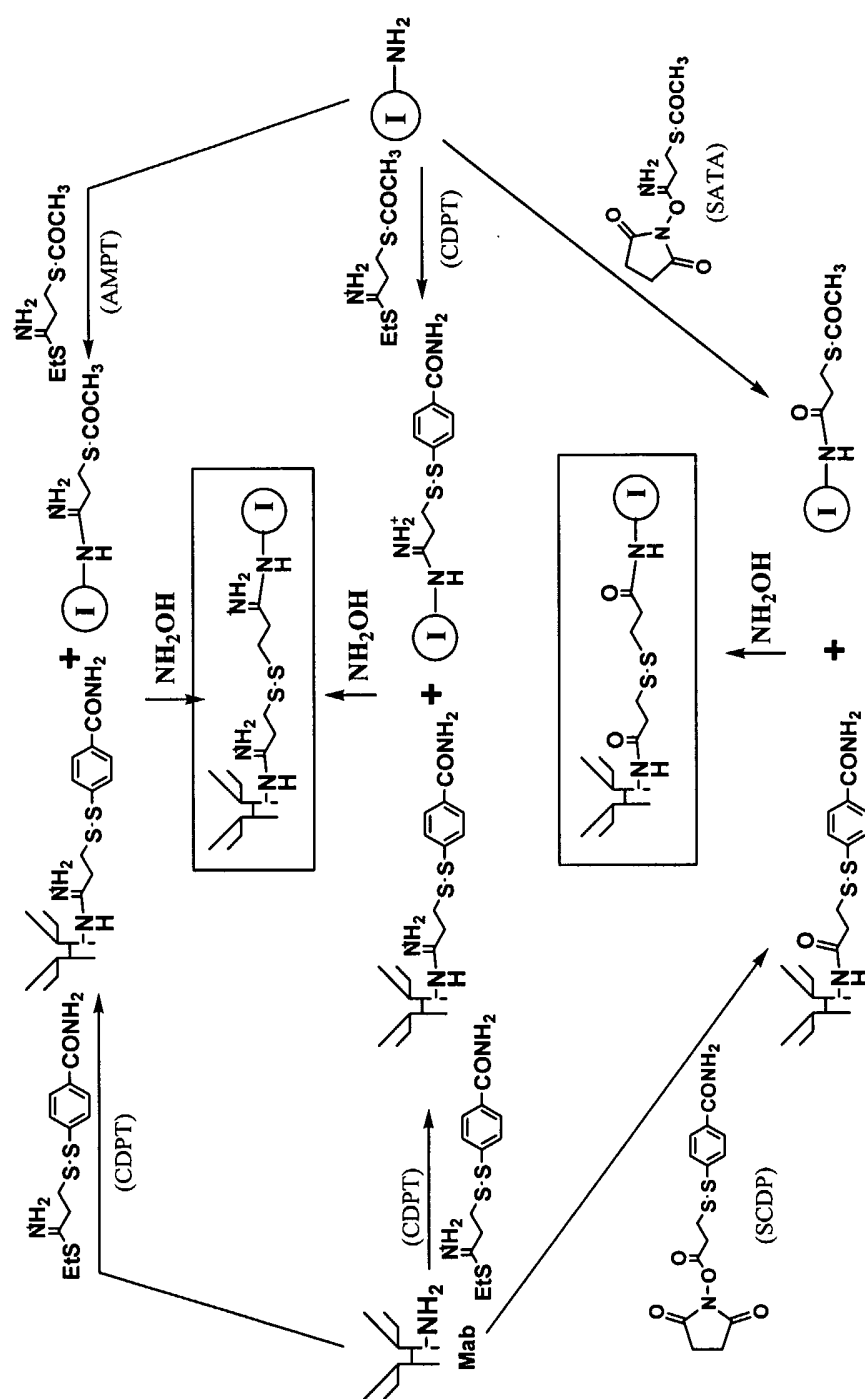 EtS NH2 S-S CONH2
(CDPT)
EtS NH2 S·COCH3
(AMPT)
NH2 N H S-S CONH2
+
I N H NH2 S·COCH3
NH2OH
N H NH2 S·S NH2 N H I
NH2OH
Mab
NH2
(CDPT)
EtS NH2 S·S CONH2
N H NH2 S·S CONH2
+
I N H NH2+ S·S CONH2
EtS NH2 S·COCH3
(CDPT)
I NH2
O N O O O S·S CONH2
(SCDP)
N H O S·S CONH2
+
I N H O S·COCH3
NH2OH
N H O S·S O N H I
O N O O NH2 S·COCH3
(SATA)